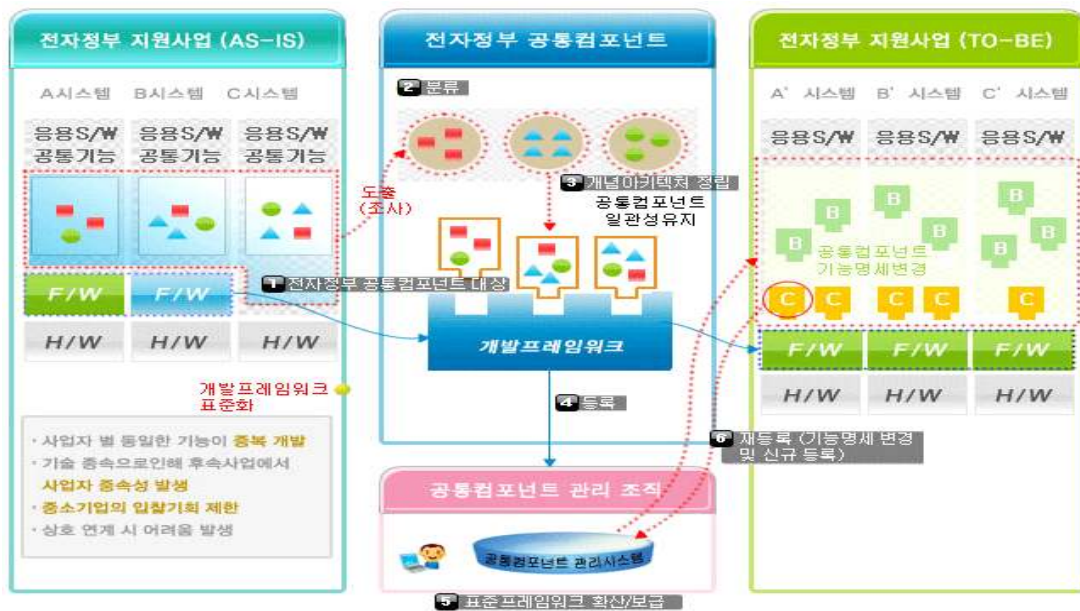 전자정부 지원사업 (AS-IS)
A시스템 B시스템 C시스템
응용S/W 응용S/W 응용S/W
공통기능 공통기능 공통기능
F/W F/W
H/W H/W H/W
개발프레임워크
표준화
· 사업자 별 동일한 기능이 중복 개발
· 기술 종속으로인해 후속사업에서
사업자 종속성 발생
· 중소기업의 입찰기회 제한
· 상호 연계 시 어려움 발생
도출
(조사)
1 전자정부 공통컴포넌트 대상
전자정부 공통컴포넌트
2 분류
3 개념아키텍처 정립
공통컴포넌트
일관성유지
개발프레임워크
4 등록
공통컴포넌트 관리 조직
공통컴포넌트 관리시스템
5 표준프레임워크 확산/보급
6 재등록 (기능명세 변경
및 신규 등록)
전자정부 지원사업 (TO-BE)
A' 시스템 B' 시스템 C' 시스템
응용S/W 응용S/W 응용S/W
B B B B B B
공통컴포넌트
기능명세변경
C C C C C
F/W F/W F/W
H/W H/W H/W